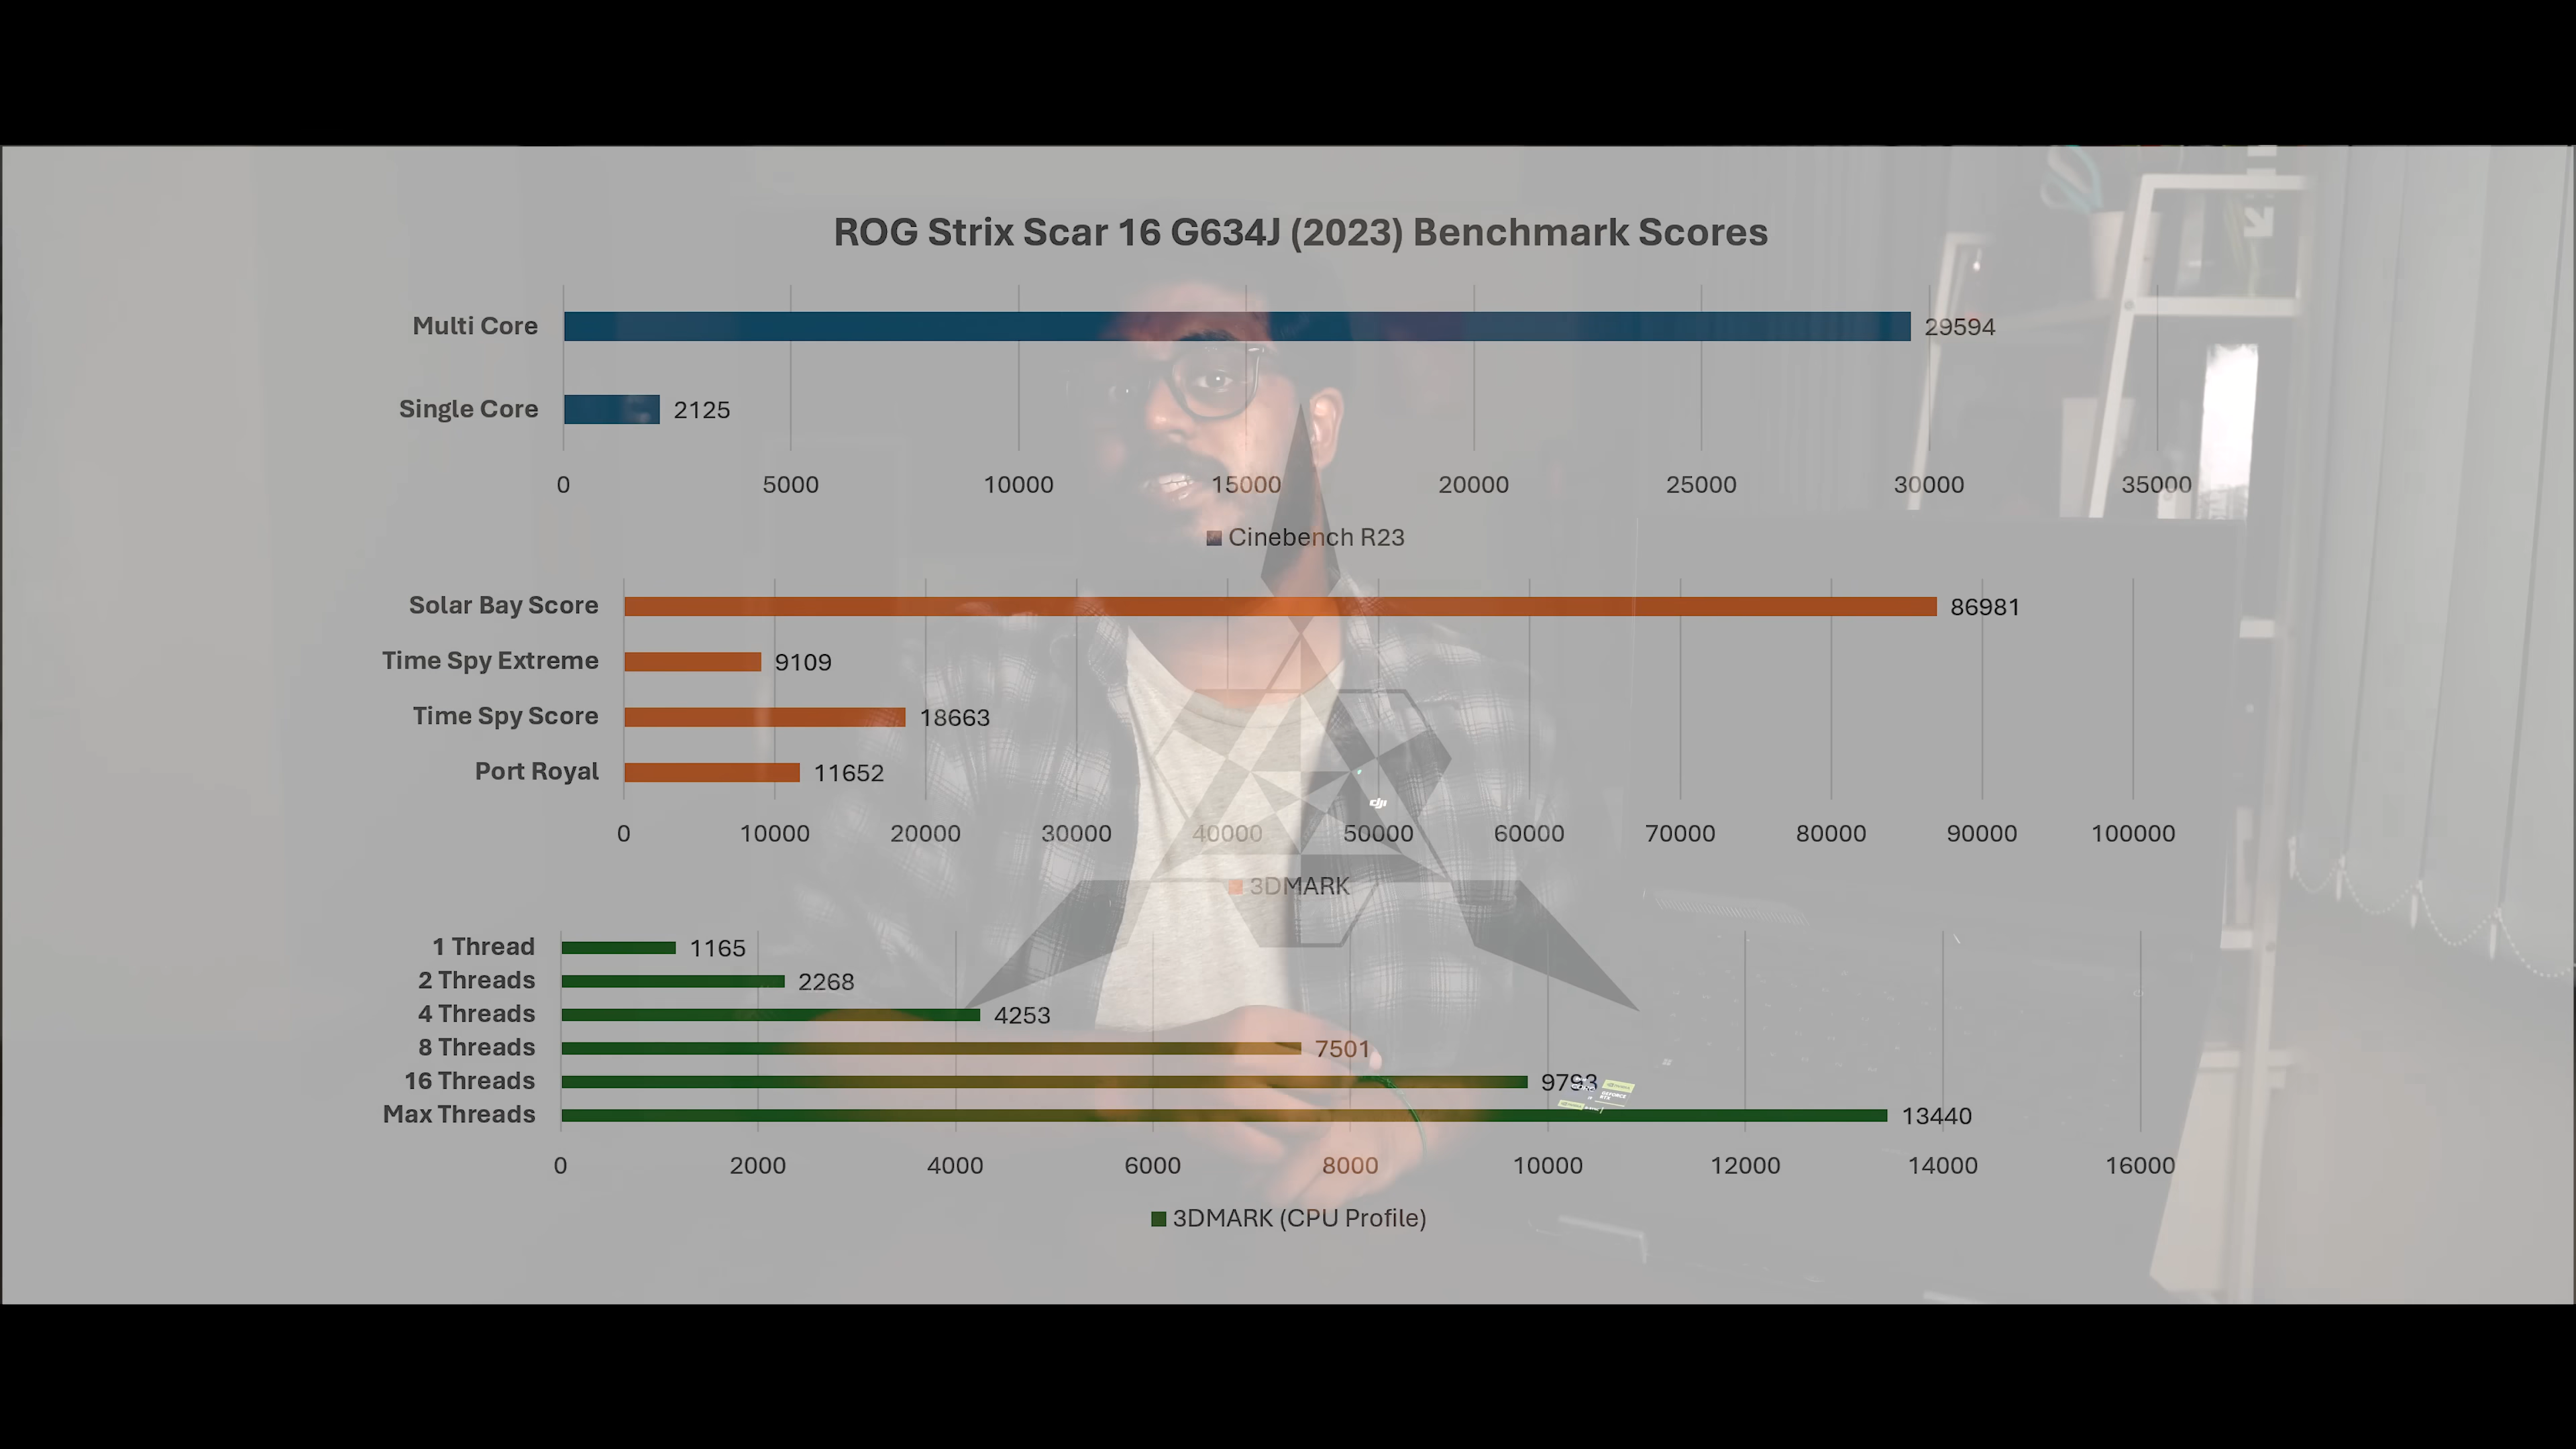 ROG Strix Scar 16 G634J (2023) Benchmark Scores
Multi Core 29594
Single Core 2125
0 5000 10000 15000 20000 25000 30000 35000
Cinebench R23
Solar Bay Score 86981
Time Spy Extreme 9109
Time Spy Score 18663
Port Royal 11652
dji
0 10000 20000 30000 40000 50000 60000 70000 80000 90000 100000
3DMARK
1 Thread 1165
2 Threads 2268
4 Threads 4253
8 Threads 7501
16 Threads 9793
GEFORCE
RTX
Max Threads 13440
0 2000 4000 6000 8000 10000 12000 14000 16000
3DMARK (CPU Profile)